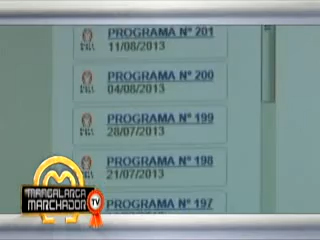 PROGRAMA Nº 201
11/08/2013
PROGRAMA Nº 200
04/08/2013
PROGRAMA Nº 199
28/07/2013
PROGRAMA Nº 198
21/07/2013
PROGRAMA Nº 197
MANGALARGA
MARCHADOR
TV